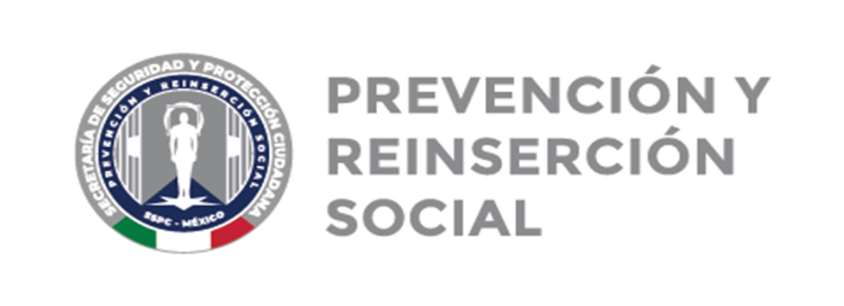 SECRETARÍA DE SEGURIDAD Y PROTECCIÓN CIUDADANA
PREVENCIÓN Y REINSERCIÓN SOCIAL
SSPC - MÉXICO
PREVENCIÓN Y
REINSERCIÓN
SOCIAL